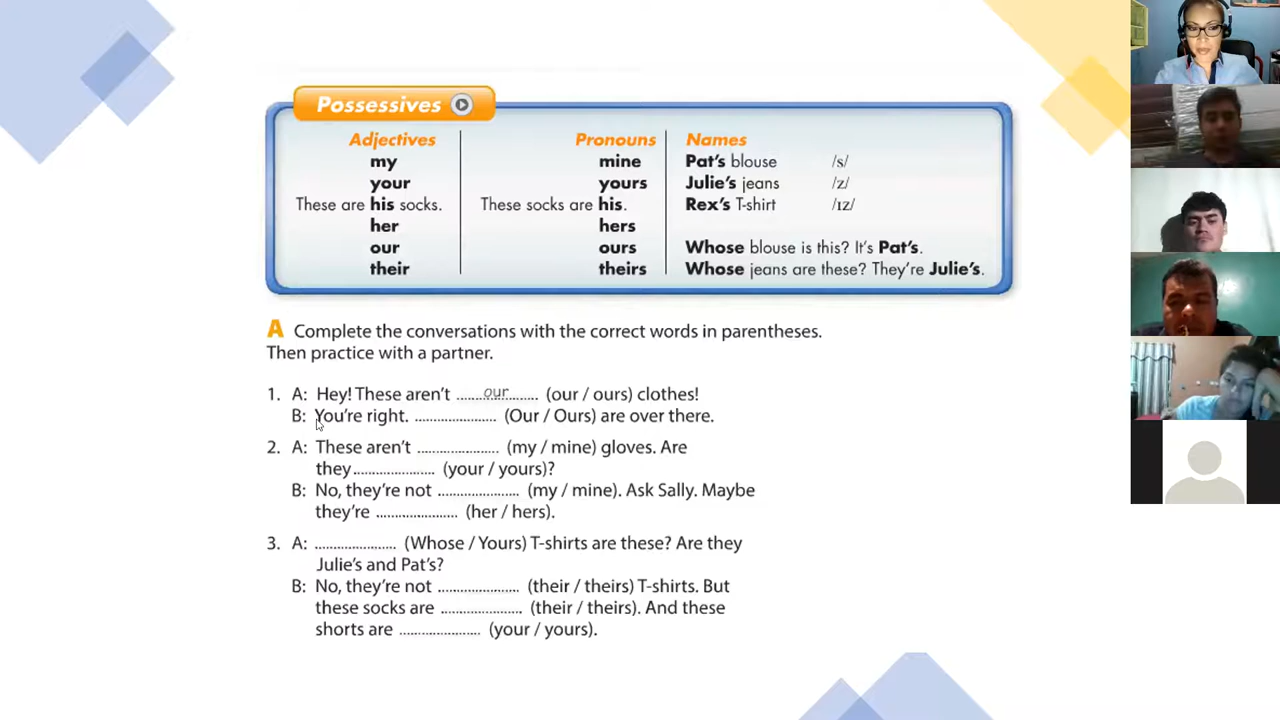 Possessives
Adjectives Pronouns Names
my mine Pat's blouse /s/
your yours Julie's jeans /z/
These are his socks. These socks are his. Rex's T-shirt /ɪz/
her hers
our ours Whose blouse is this? It's Pat's.
their theirs Whose jeans are these? They're Julie's.
A Complete the conversations with the correct words in parentheses.
Then practice with a partner.
1. A: Hey! These aren't ........our........ (our / ours) clothes!
B: You're right. ..................... (Our / Ours) are over there.
2. A: These aren't ..................... (my / mine) gloves. Are
they..................... (your / yours)?
B: No, they're not ..................... (my / mine). Ask Sally. Maybe
they're ..................... (her / hers).
3. A: ..................... (Whose / Yours) T-shirts are these? Are they
Julie's and Pat's?
B: No, they're not ..................... (their / theirs) T-shirts. But
these socks are ..................... (their / theirs). And these
shorts are ..................... (your / yours).